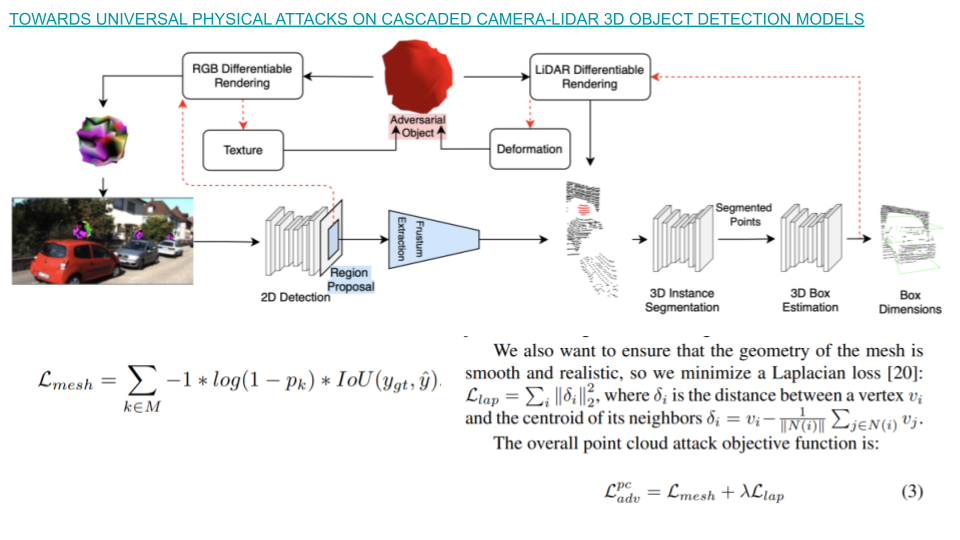 TOWARDS UNIVERSAL PHYSICAL ATTACKS ON CASCADED CAMERA-LIDAR 3D OBJECT DETECTION MODELS
RGB Differentiable
Rendering
LiDAR Differentiable
Rendering
Adversarial
Object
Texture
Deformation
Frustum
Extraction
Segmented
Points
Region
Proposal
2D Detection
3D Instance
Segmentation
3D Box
Estimation
Box
Dimensions
$\mathcal{L}_{mesh} = \sum_{k \in M} -1 * log(1 - p_k) * IoU(y_{gt}, \hat{y}).$
We also want to ensure that the geometry of the mesh is
smooth and realistic, so we minimize a Laplacian loss [20]:
$\mathcal{L}_{lap} = \sum_i \|\delta_i\|_2^2$, where $\delta_i$ is the distance between a vertex $v_i$
and the centroid of its neighbors $\delta_i = v_i - \frac{1}{\|N(i)\|} \sum_{j \in N(i)} v_j$.
The overall point cloud attack objective function is:
$\mathcal{L}_{adv}^{pc} = \mathcal{L}_{mesh} + \lambda \mathcal{L}_{lap}$ (3)